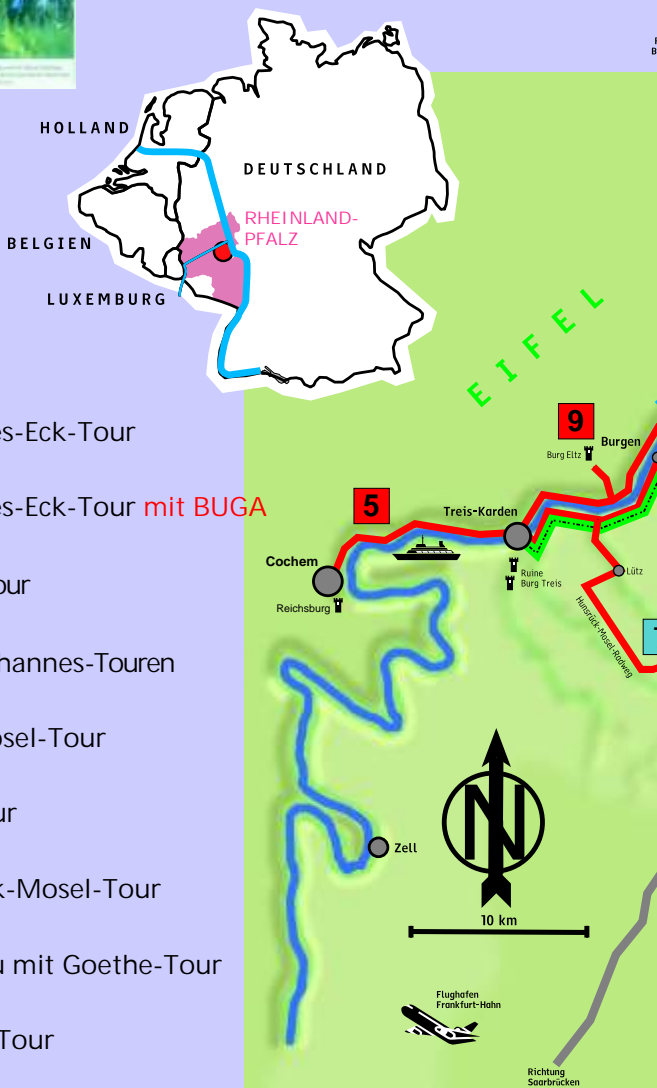 HOLLAND
DEUTSCHLAND
RHEINLAND-
PFALZ
BELGIEN
LUXEMBURG
EIFEL
es-Eck-Tour
9
Burgen
Burg Eltz
es-Eck-Tour mit BUGA
5
Treis-Karden
Cochem
Reichsburg
Ruine
Burg Treis
Lütz
our
Hunsrück-Mosel-Radweg
hannes-Touren
osel-Tour
ur
N
Zell
k-Mosel-Tour
10 km
u mit Goethe-Tour
Flughafen
Frankfurt-Hahn
Tour
Richtung
Saarbrücken